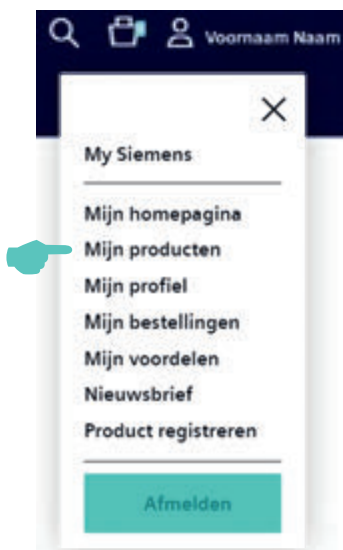 Voornaam Naam
My Siemens
Mijn homepagina
Mijn producten
Mijn profiel
Mijn bestellingen
Mijn voordelen
Nieuwsbrief
Product registreren
Afmelden